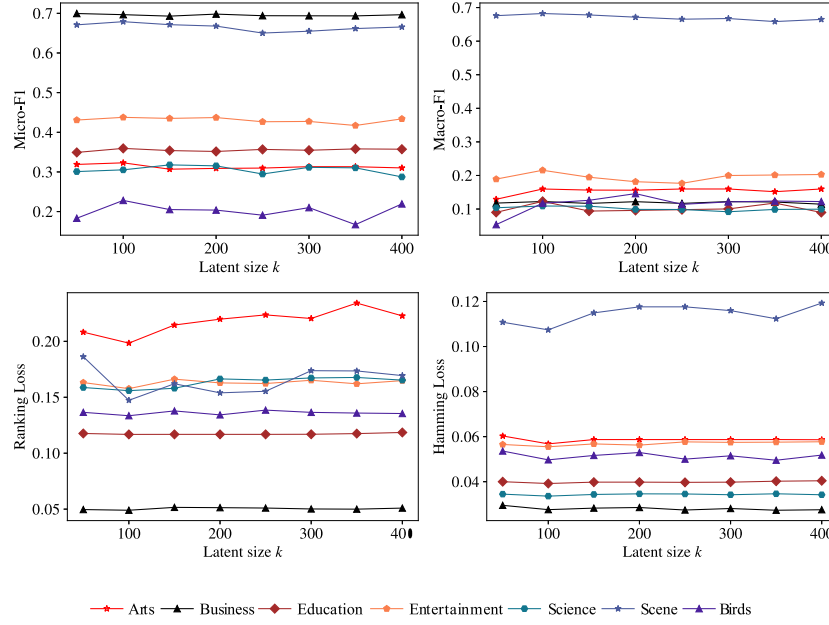 0.7
0.6
0.5
0.4
0.3
0.2
Micro-F1
100 200 300 400
Latent size k
0.7
0.6
0.5
0.4
0.3
0.2
0.1
Macro-F1
100 200 300 400
Latent size k
0.20
0.15
0.10
0.05
Ranking Loss
100 200 300 400
Latent size k
0.12
0.10
0.08
0.06
0.04
Hamming Loss
100 200 300 400
Latent size k
Arts Business Education Entertainment Science Scene Birds